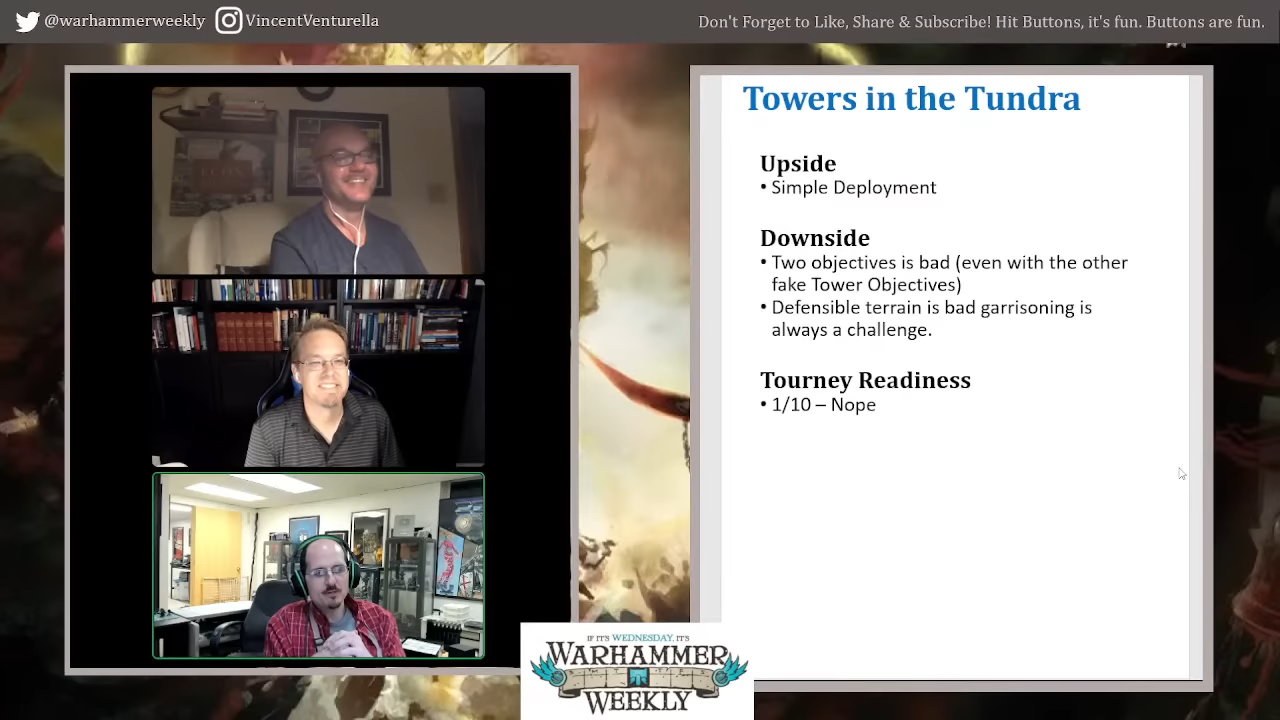 @warhammerweekly VincentVenturella
Don't Forget to Like, Share & Subscribe! Hit Buttons, it's fun. Buttons are fun.
Towers in the Tundra
Upside
• Simple Deployment
Downside
• Two objectives is bad (even with the other
fake Tower Objectives)
• Defensible terrain is bad garrisoning is
always a challenge.
Tourney Readiness
• 1/10 – Nope
IF IT'S WEDNESDAY, IT'S
WARHAMMER
WEEKLY